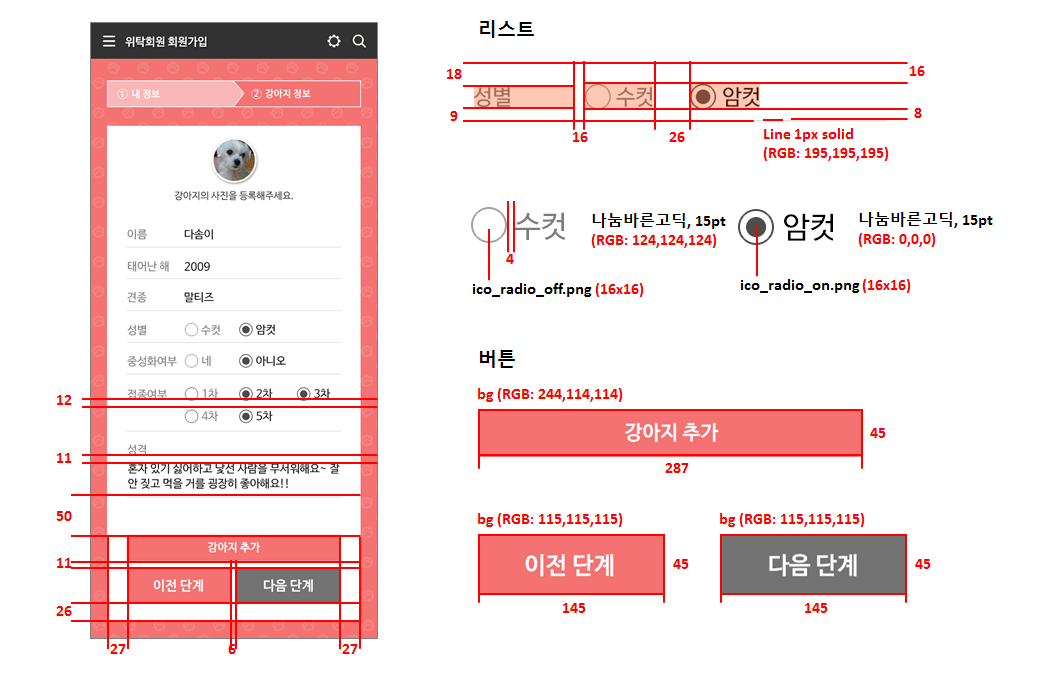 위탁회원 회원가입
① 내 정보
② 강아지 정보
강아지의 사진을 등록해주세요.
이름 다솜이
태어난 해 2009
견종 말티즈
성별 수컷 암컷
중성화여부 네 아니오
접종여부 1차 2차 3차
4차 5차
성격
혼자 있기 싫어하고 낯선 사람을 무서워해요~ 잘
안 짖고 먹을 거를 굉장히 좋아해요!!
강아지 추가
이전 단계
다음 단계
12
11
50
11
26
27
6
27
리스트
18
16
성별 수컷 암컷
9
8
16
26
Line 1px solid
(RGB: 195,195,195)
수컷
나눔바른고딕, 15pt
(RGB: 124,124,124)
4
ico_radio_off.png (16x16)
암컷
나눔바른고딕, 15pt
(RGB: 0,0,0)
ico_radio_on.png (16x16)
버튼
bg (RGB: 244,114,114)
강아지 추가
45
287
bg (RGB: 115,115,115)
이전 단계
45
145
bg (RGB: 115,115,115)
다음 단계
45
145